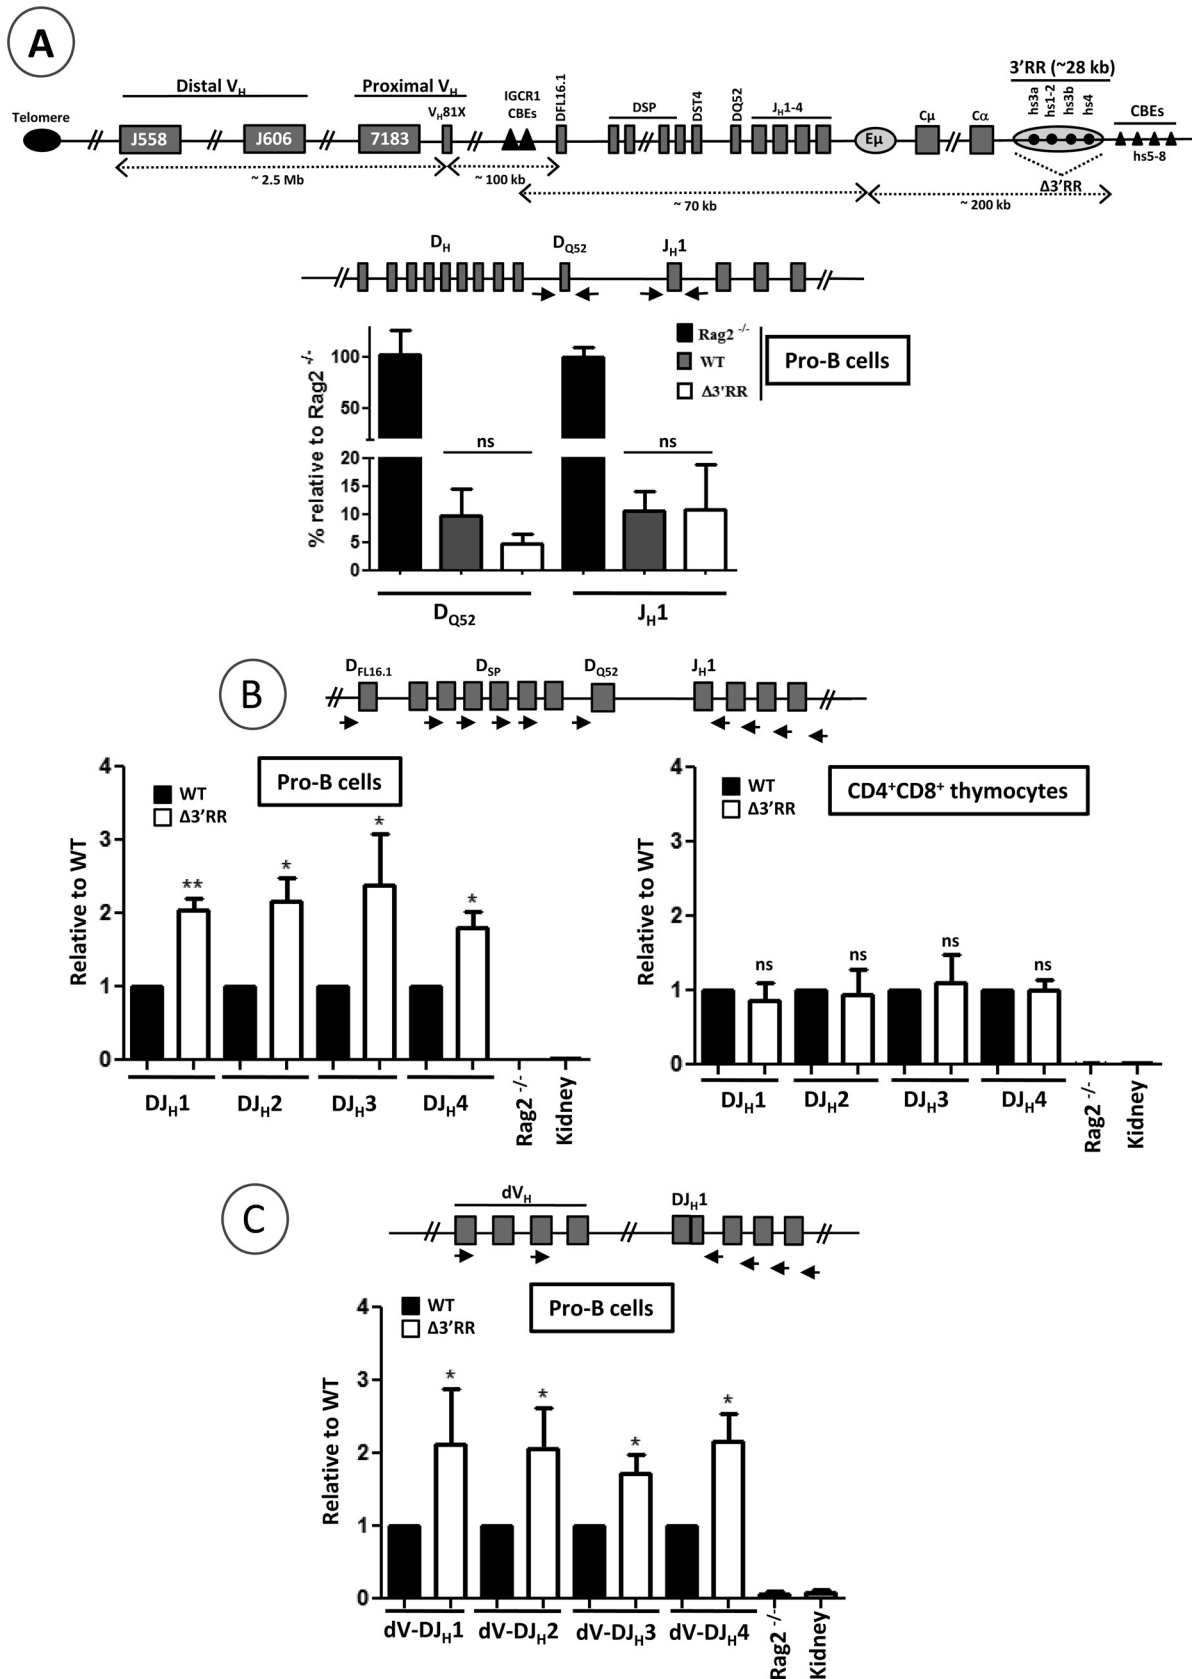 A
Distal VH
Proximal VH
3'RR (~28 kb)
Telomere
VH81X
IGCR1
CBEs
DFL16.1
DSP
DST4
DQ52
JH1-4
Cμ
Cα
hs3a
hs1-2
hs3b
hs4
CBEs
J558
J606
7183
Eμ
hs5-8
~ 2.5 Mb
~ 100 kb
Δ3'RR
~ 70 kb
~ 200 kb
DH
DQ52
JH1
Rag2 -/-
WT
Δ3'RR
Pro-B cells
% relative to Rag2 -/-
100
50
20
15
10
5
0
ns
ns
DQ52
JH1
B
DFL16.1
DSP
DQ52
JH1
Pro-B cells
WT
Δ3'RR
Relative to WT
4
3
2
1
0
**
*
*
*
DJH1
DJH2
DJH3
DJH4
Rag2 -/-
Kidney
CD4+CD8+ thymocytes
WT
Δ3'RR
Relative to WT
4
3
2
1
0
ns
ns
ns
ns
DJH1
DJH2
DJH3
DJH4
Rag2 -/-
Kidney
C
dVH
DJH1
WT
Δ3'RR
Pro-B cells
Relative to WT
4
3
2
1
0
*
*
*
*
dV-DJH1
dV-DJH2
dV-DJH3
dV-DJH4
Rag2 -/-
Kidney